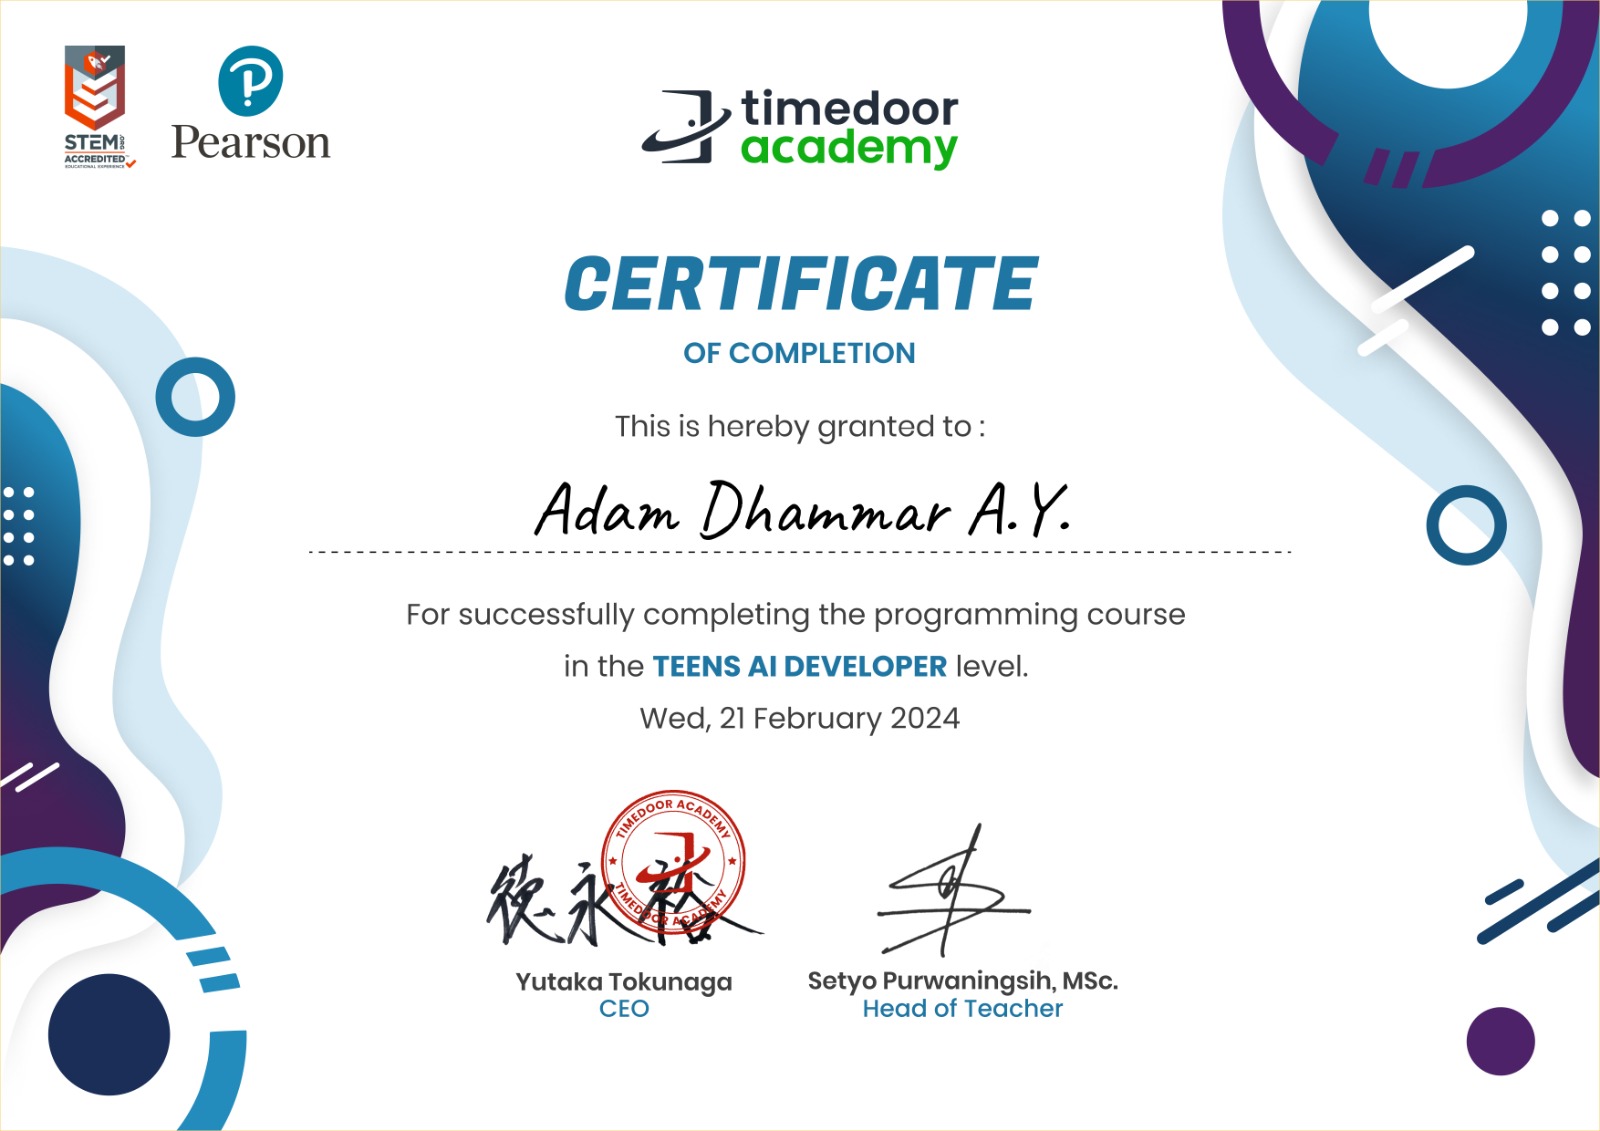 STEM.ORG
ACCREDITED™
EDUCATIONAL EXPERIENCE
Pearson
timedoor
academy
CERTIFICATE
OF COMPLETION
This is hereby granted to :
Adam Dhammar A.Y.
For successfully completing the programming course
in the TEENS AI DEVELOPER level.
Wed, 21 February 2024
TIMEDOOR ACADEMY
TIMEDOOR ACADEMY
徳永裕
Yutaka Tokunaga
CEO
Setyo Purwaningsih, MSc.
Head of Teacher